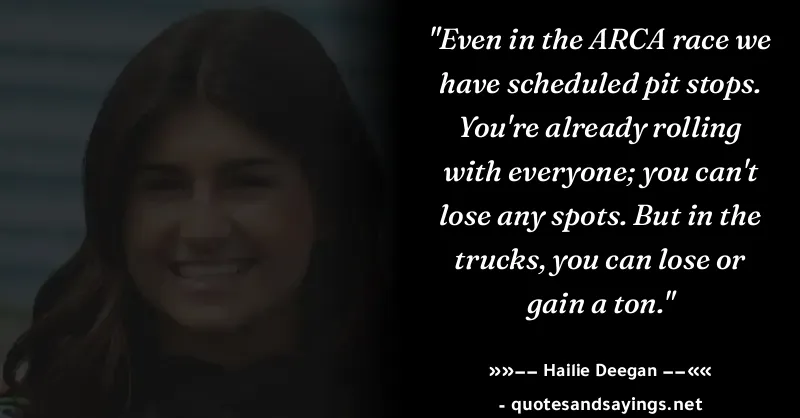 "Even in the ARCA race we
have scheduled pit stops.
You're already rolling
with everyone; you can't
lose any spots. But in the
trucks, you can lose or
gain a ton."
»»−− Hailie Deegan −−««
- quotesandsayings.net